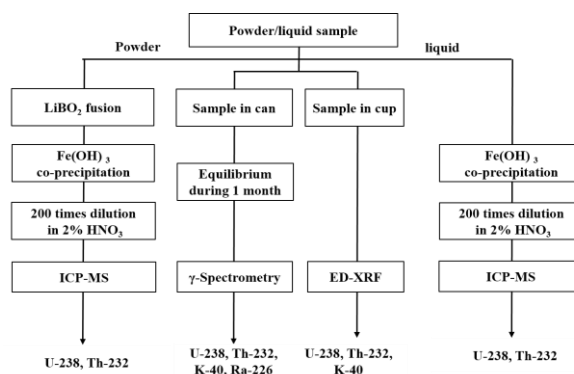 Powder/liquid sample
Powder
liquid
LiBO₂ fusion
Fe(OH) ₃
co-precipitation
200 times dilution
in 2% HNO₃
ICP-MS
U-238, Th-232
Sample in can
Equilibrium
during 1 month
γ-Spectrometry
U-238, Th-232,
K-40, Ra-226
Sample in cup
ED-XRF
U-238, Th-232,
K-40
Fe(OH) ₃
co-precipitation
200 times dilution
in 2% HNO₃
ICP-MS
U-238, Th-232